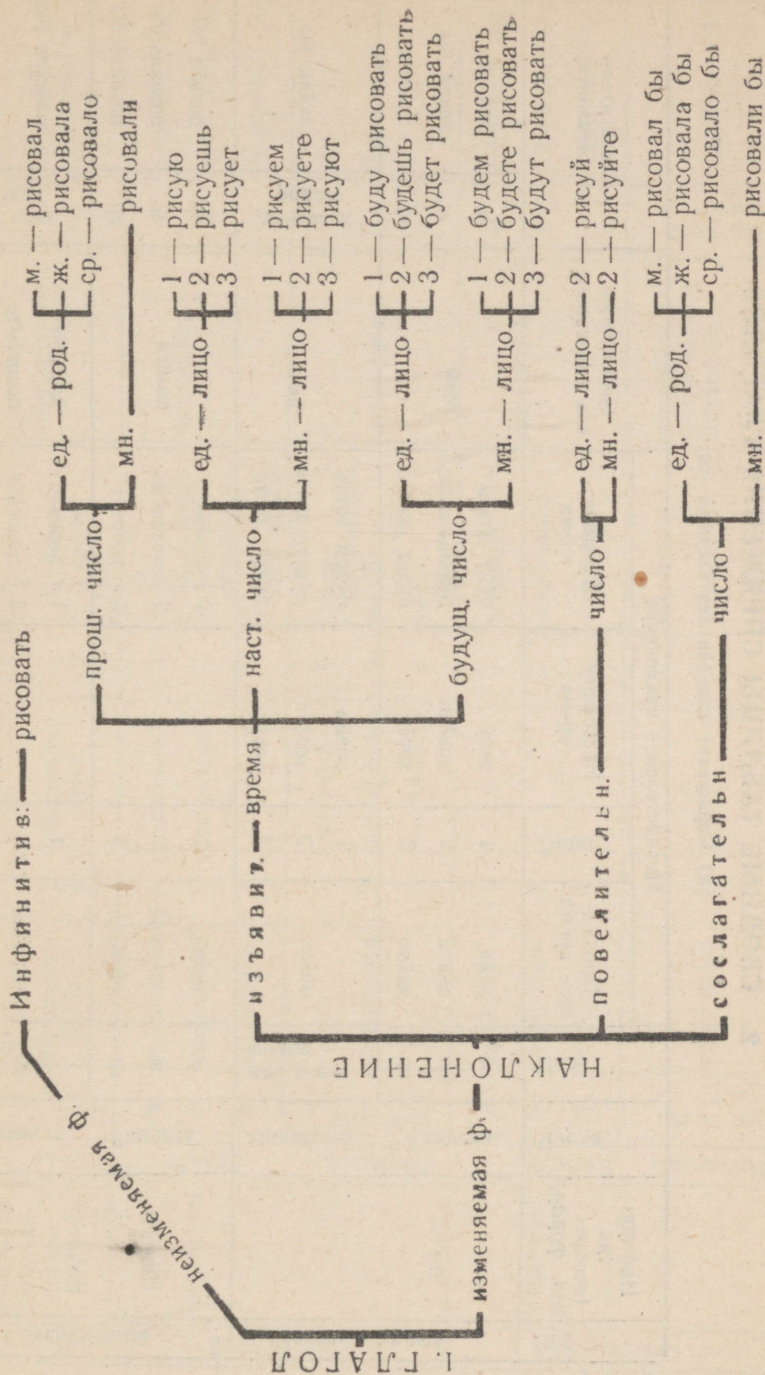 1. ГЛАГОЛ
неизменяемая ф.
Инфинитив: — рисовать
изменяемая ф.
НАКЛОНЕНИЕ
изъявит. — время
прош. число
ед. — род.
м. — рисовал
ж. — рисовала
ср. — рисовало
мн. — рисовали
наст. число
ед. — лицо
1 — рисую
2 — рисуешь
3 — рисует
мн. — лицо
1 — рисуем
2 — рисуете
3 — рисуют
будущ. число
ед. — лицо
1 — буду рисовать
2 — будешь рисовать
3 — будет рисовать
мн. — лицо
1 — будем рисовать
2 — будете рисовать
3 — будут рисовать
повелительн. — число
ед. — лицо — 2 — рисуй
мн. — лицо — 2 — рисуйте
сослагательн — число
ед. — род.
м. — рисовал бы
ж. — рисовала бы
ср. — рисовало бы
мн. — рисовали бы